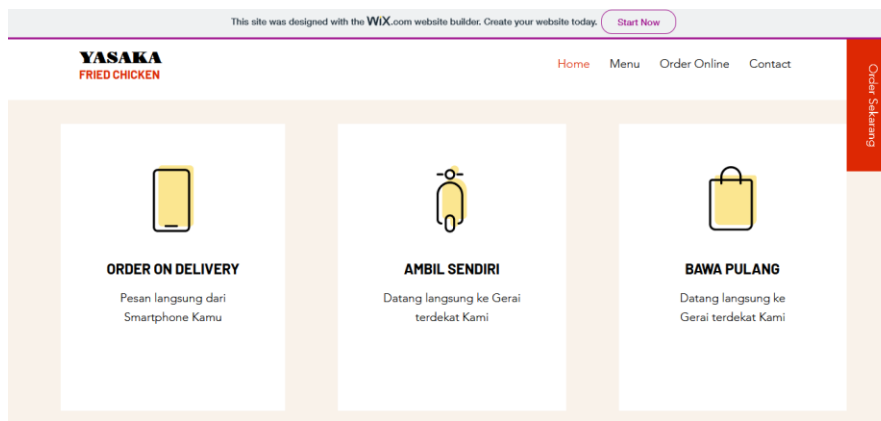 This site was designed with the WiX.com website builder. Create your website today. Start Now
YASAKA
FRIED CHICKEN
Home Menu Order Online Contact
Order Sekarang
ORDER ON DELIVERY
Pesan langsung dari
Smartphone Kamu
AMBIL SENDIRI
Datang langsung ke Gerai
terdekat Kami
BAWA PULANG
Datang langsung ke
Gerai terdekat Kami